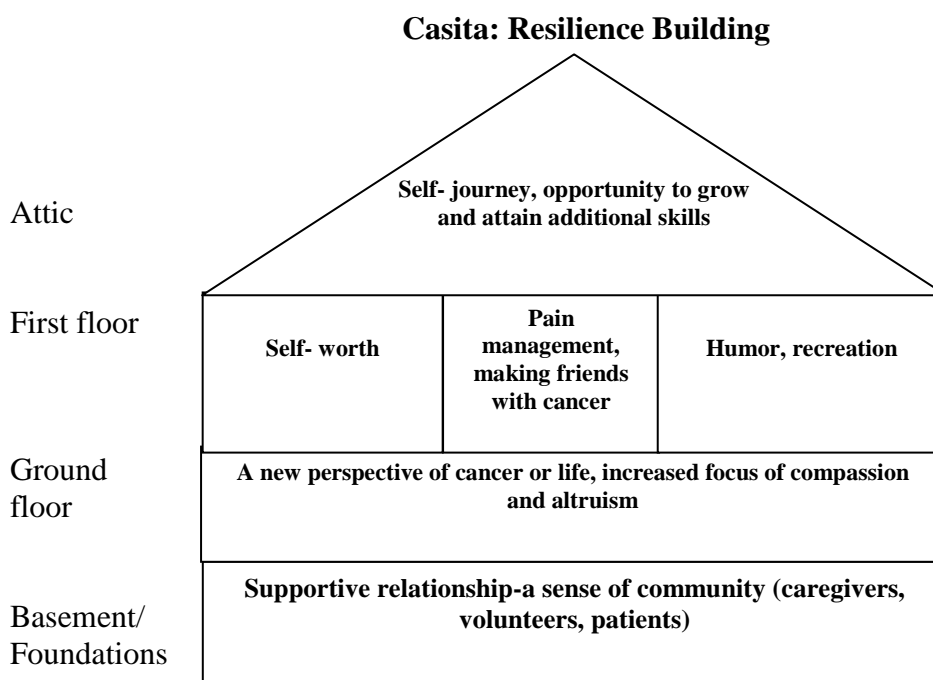 Casita: Resilience Building
Attic
Self- journey, opportunity to grow
and attain additional skills
First floor
Self- worth
Pain
management,
making friends
with cancer
Humor, recreation
Ground
floor
A new perspective of cancer or life, increased focus of compassion
and altruism
Basement/
Foundations
Supportive relationship-a sense of community (caregivers,
volunteers, patients)